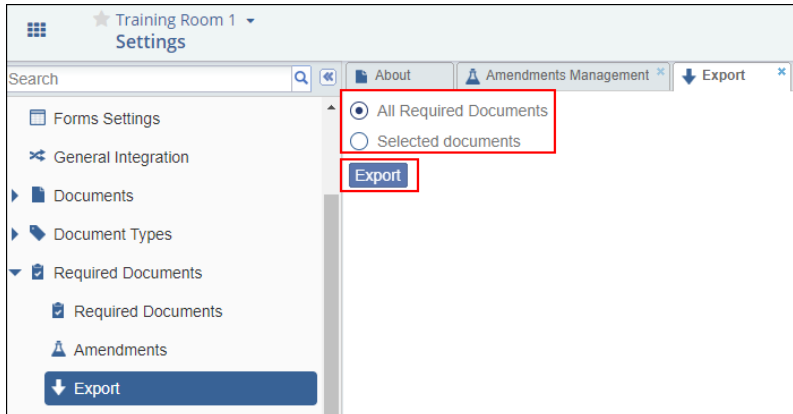 Training Room 1
Settings
Search
About
Amendments Management
Export
Forms Settings
General Integration
Documents
Document Types
Required Documents
Required Documents
Amendments
Export
All Required Documents
Selected documents
Export